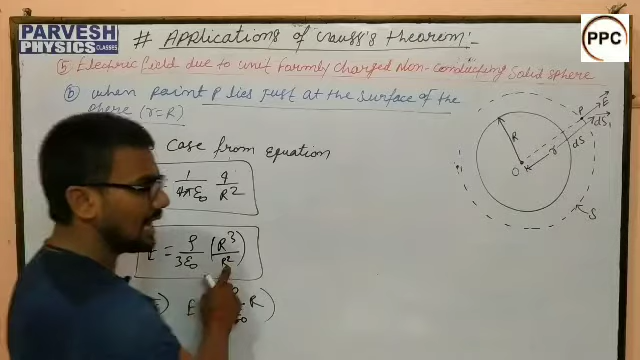 PARVESH
PHYSICS CLASSES
# Applications of Gauss's theorem:-
PPC
⑤ Electric field due to uniformly charged Non-conducting solid sphere
ⓑ when point P lies just at the surface of the
sphere (r=R)
case from Equation
= 1/4πε₀ q/R²
E = ρ/3ε₀ (R³/R²)
E
R)
P
E
dS
dS
R
r
O
S